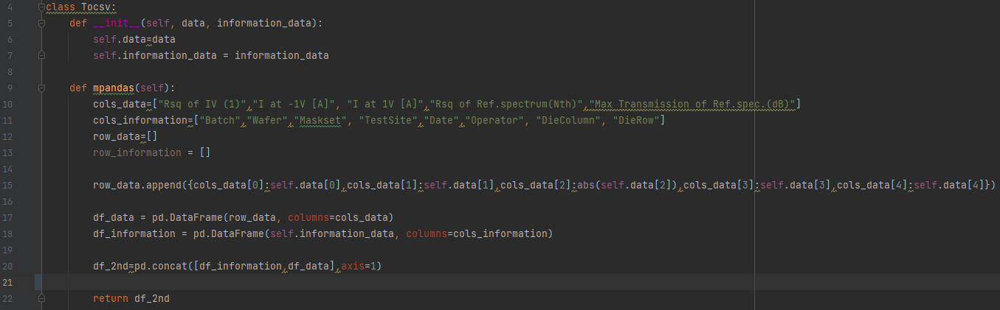 4 class Tocsv:
5     def __init__(self, data, information_data):
6         self.data=data
7         self.information_data = information_data
8
9     def mpandas(self):
10         cols_data=["Rsq of IV (1)","I at -1V [A]", "I at 1V [A]","Rsq of Ref.spectrum(Nth)","Max Transmission of Ref.spec.(dB)"]
11         cols_information=["Batch","Wafer","Maskset", "TestSite","Date","Operator", "DieColumn", "DieRow"]
12         row_data=[]
13         row_information = []
14
15         row_data.append({cols_data[0]:self.data[0],cols_data[1]:self.data[1],cols_data[2]:abs(self.data[2]),cols_data[3]:self.data[3],cols_data[4]:self.data[4]})
16
17         df_data = pd.DataFrame(row_data, columns=cols_data)
18         df_information = pd.DataFrame(self.information_data, columns=cols_information)
19
20         df_2nd=pd.concat([df_information,df_data],axis=1)
21
22         return df_2nd